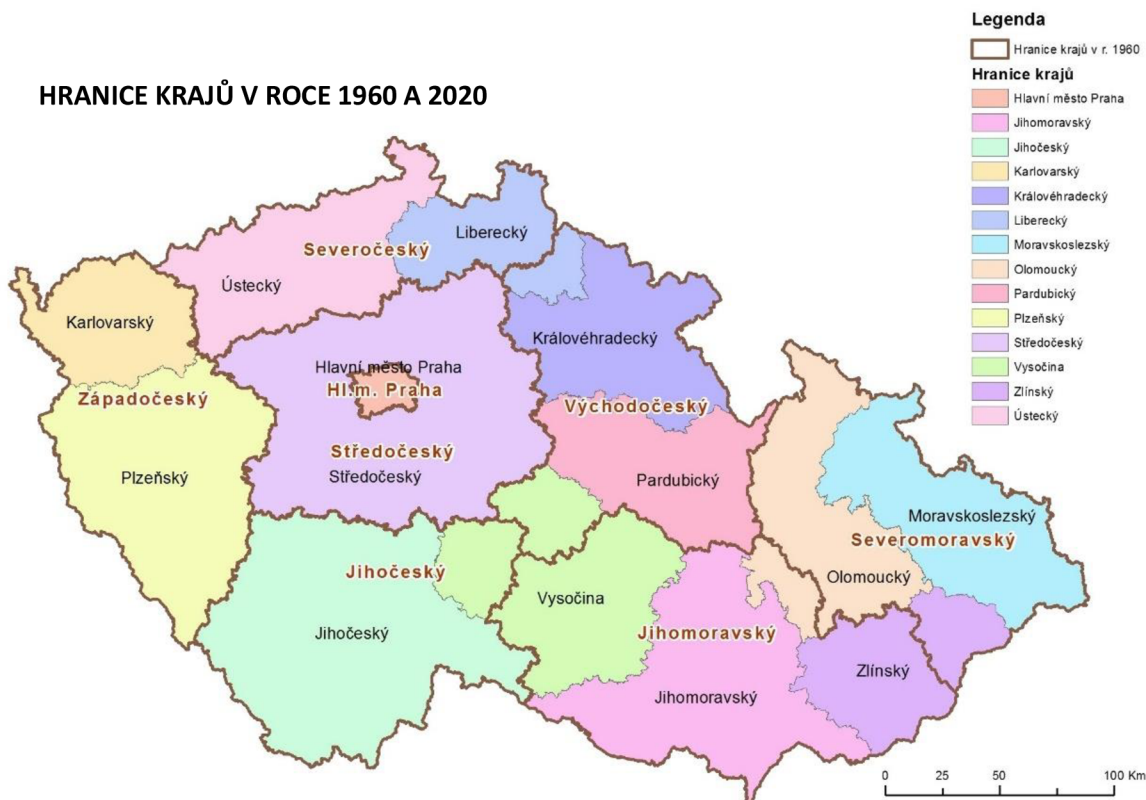 HRANICE KRAJŮ V ROCE 1960 A 2020
Legenda
Hranice krajů v r. 1960
Hranice krajů
Hlavní město Praha
Jihomoravský
Jihočeský
Karlovarský
Královéhradecký
Liberecký
Moravskoslezský
Olomoucký
Pardubický
Plzeňský
Středočeský
Vysočina
Zlínský
Ústecký
Liberecký
Severočeský
Ústecký
Karlovarský
Královéhradecký
Hlavní město Praha
Hl.m. Praha
Západočeský
Východočeský
Středočeský
Plzeňský
Středočeský
Pardubický
Moravskoslezský
Severomoravský
Jihočeský
Olomoucký
Vysočina
Jihočeský
Jihomoravský
Zlínský
Jihomoravský
0 25 50 100 Km